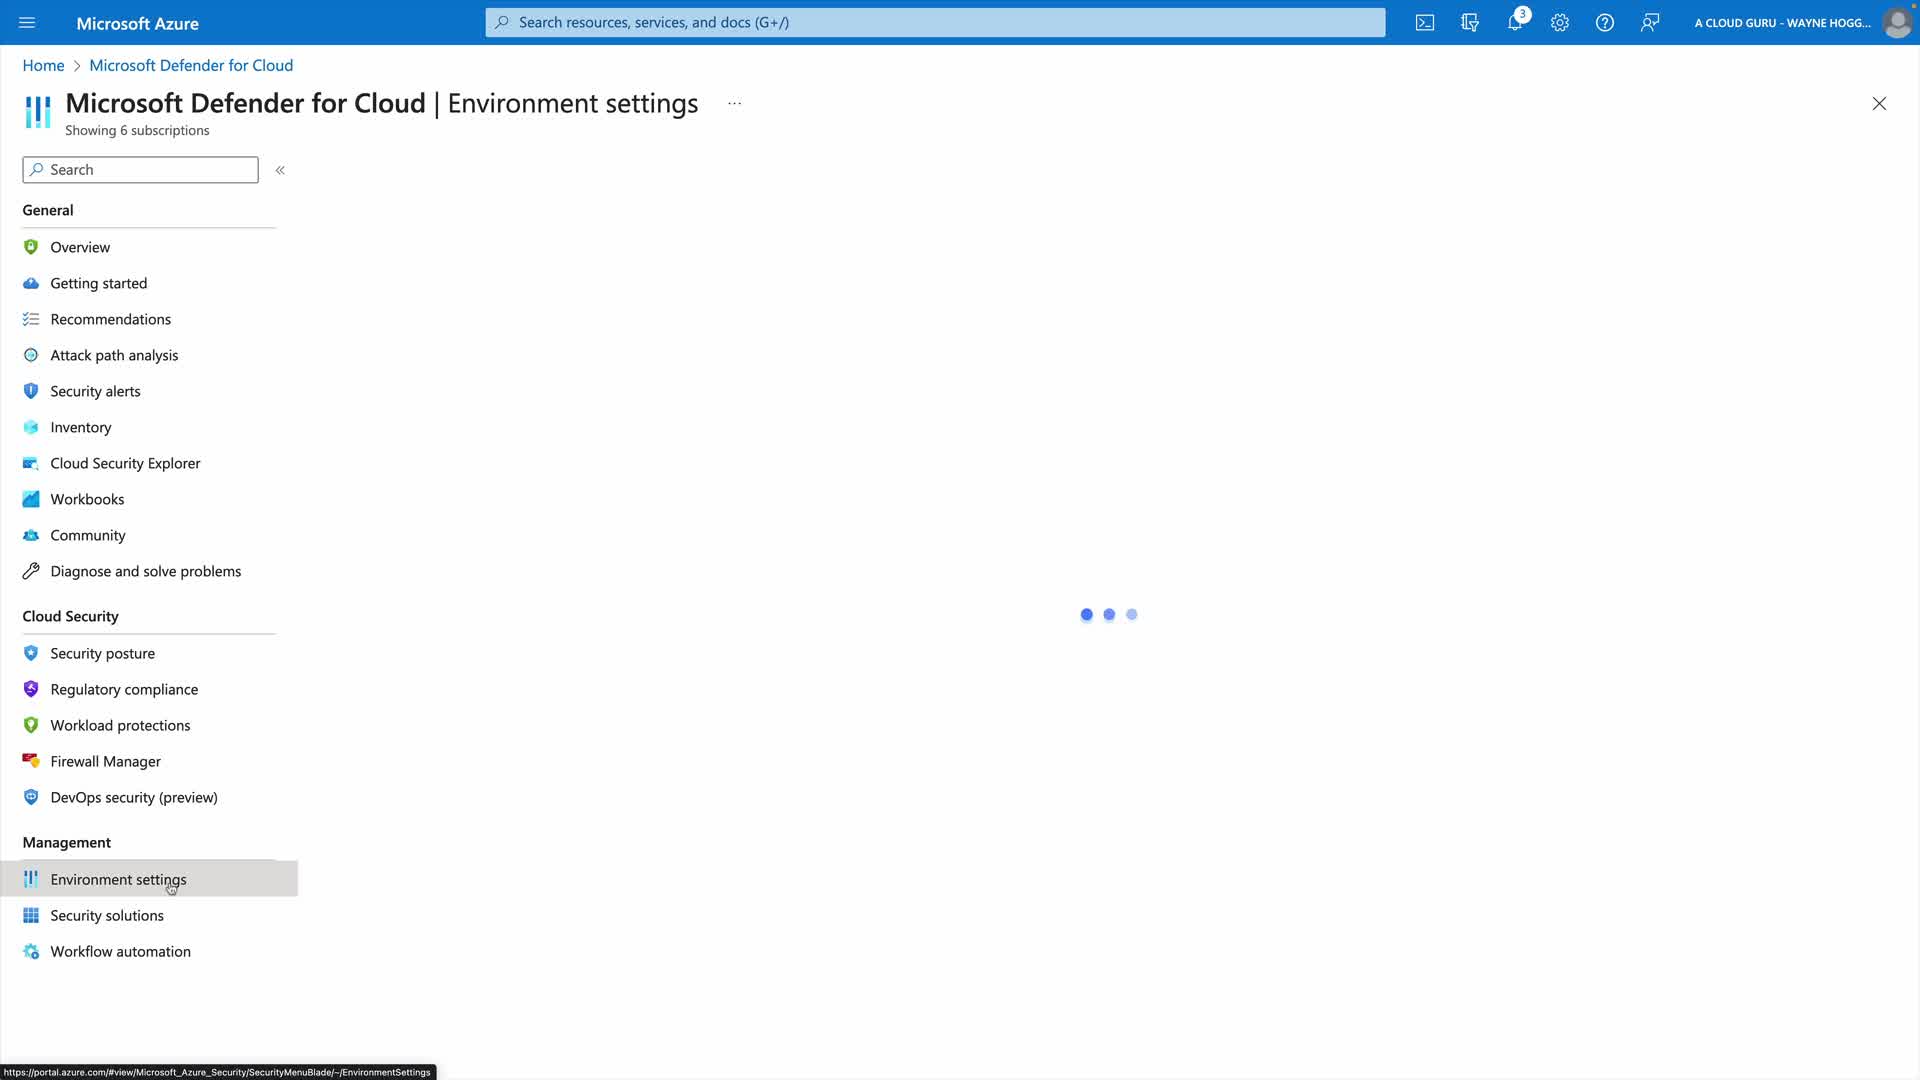 Microsoft Azure
Search resources, services, and docs (G+/)
3
A CLOUD GURU - WAYNE HOGG...
Home > Microsoft Defender for Cloud
Microsoft Defender for Cloud | Environment settings ...
Showing 6 subscriptions
Search
General
Overview
Getting started
Recommendations
Attack path analysis
Security alerts
Inventory
Cloud Security Explorer
Workbooks
Community
Diagnose and solve problems
Cloud Security
Security posture
Regulatory compliance
Workload protections
Firewall Manager
DevOps security (preview)
Management
Environment settings
Security solutions
Workflow automation
https://portal.azure.com/#view/Microsoft_Azure_Security/SecurityMenuBlade/~/EnvironmentSettings